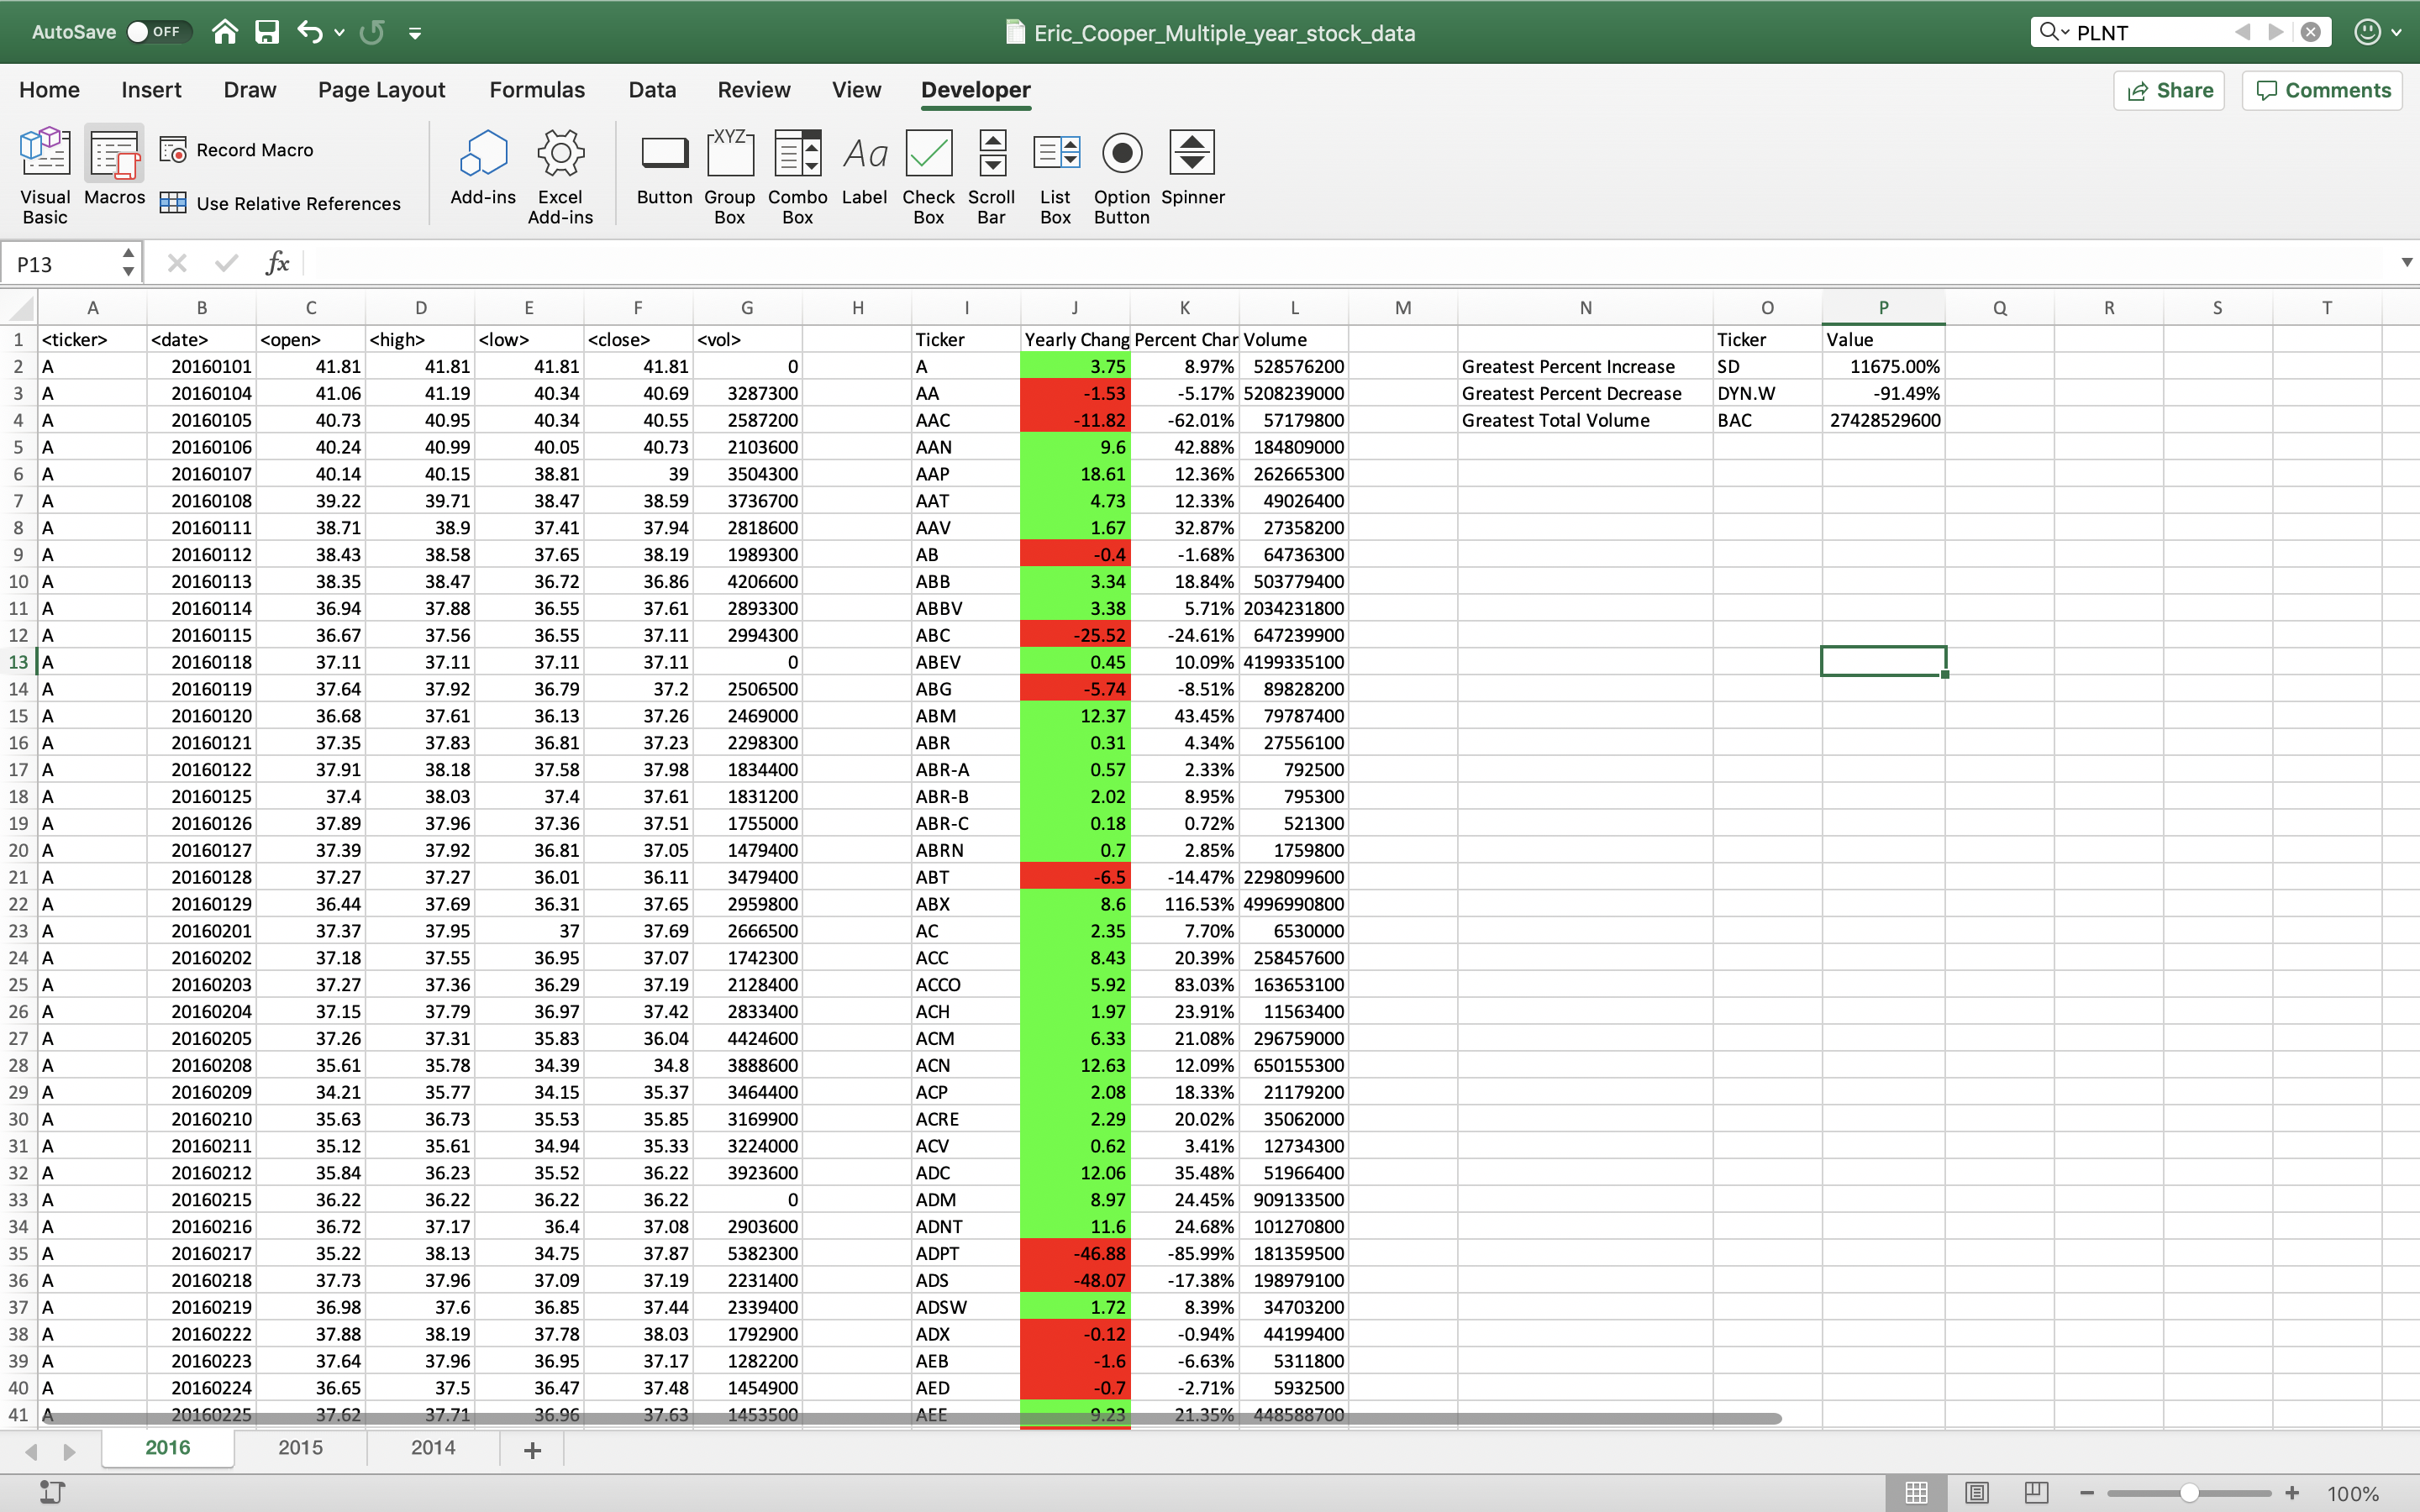 AutoSave OFF Eric_Cooper_Multiple_year_stock_data PLNT
Home Insert Draw Page Layout Formulas Data Review View Developer Share Comments
Visual Basic Macros Record Macro Use Relative References Add-ins Excel Add-ins Button XYZ Group Box Combo Box Aa Label Check Box Scroll Bar List Box Option Button Spinner
P13 fx
A B C D E F G H I J K L M N O P Q R S T
1 <ticker> <date> <open> <high> <low> <close> <vol> Ticker Yearly Chang Percent Char Volume Ticker Value
2 A 20160101 41.81 41.81 41.81 41.81 0 A 3.75 8.97% 528576200 Greatest Percent Increase SD 11675.00%
3 A 20160104 41.06 41.19 40.34 40.69 3287300 AA -1.53 -5.17% 5208239000 Greatest Percent Decrease DYN.W -91.49%
4 A 20160105 40.73 40.95 40.34 40.55 2587200 AAC -11.82 -62.01% 57179800 Greatest Total Volume BAC 27428529600
5 A 20160106 40.24 40.99 40.05 40.73 2103600 AAN 9.6 42.88% 184809000
6 A 20160107 40.14 40.15 38.81 39 3504300 AAP 18.61 12.36% 262665300
7 A 20160108 39.22 39.71 38.47 38.59 3736700 AAT 4.73 12.33% 49026400
8 A 20160111 38.71 38.9 37.41 37.94 2818600 AAV 1.67 32.87% 27358200
9 A 20160112 38.43 38.58 37.65 38.19 1989300 AB -0.4 -1.68% 64736300
10 A 20160113 38.35 38.47 36.72 36.86 4206600 ABB 3.34 18.84% 503779400
11 A 20160114 36.94 37.88 36.55 37.61 2893300 ABBV 3.38 5.71% 2034231800
12 A 20160115 36.67 37.56 36.55 37.11 2994300 ABC -25.52 -24.61% 647239900
13 A 20160118 37.11 37.11 37.11 37.11 0 ABEV 0.45 10.09% 4199335100
14 A 20160119 37.64 37.92 36.79 37.2 2506500 ABG -5.74 -8.51% 89828200
15 A 20160120 36.68 37.61 36.13 37.26 2469000 ABM 12.37 43.45% 79787400
16 A 20160121 37.35 37.83 36.81 37.23 2298300 ABR 0.31 4.34% 27556100
17 A 20160122 37.91 38.18 37.58 37.98 1834400 ABR-A 0.57 2.33% 792500
18 A 20160125 37.4 38.03 37.4 37.61 1831200 ABR-B 2.02 8.95% 795300
19 A 20160126 37.89 37.96 37.36 37.51 1755000 ABR-C 0.18 0.72% 521300
20 A 20160127 37.39 37.92 36.81 37.05 1479400 ABRN 0.7 2.85% 1759800
21 A 20160128 37.27 37.27 36.01 36.11 3479400 ABT -6.5 -14.47% 2298099600
22 A 20160129 36.44 37.69 36.31 37.65 2959800 ABX 8.6 116.53% 4996990800
23 A 20160201 37.37 37.95 37 37.69 2666500 AC 2.35 7.70% 6530000
24 A 20160202 37.18 37.55 36.95 37.07 1742300 ACC 8.43 20.39% 258457600
25 A 20160203 37.27 37.36 36.29 37.19 2128400 ACCO 5.92 83.03% 163653100
26 A 20160204 37.15 37.79 36.97 37.42 2833400 ACH 1.97 23.91% 11563400
27 A 20160205 37.26 37.31 35.83 36.04 4424600 ACM 6.33 21.08% 296759000
28 A 20160208 35.61 35.78 34.39 34.8 3888600 ACN 12.63 12.09% 650155300
29 A 20160209 34.21 35.77 34.15 35.37 3464400 ACP 2.08 18.33% 21179200
30 A 20160210 35.63 36.73 35.53 35.85 3169900 ACRE 2.29 20.02% 35062000
31 A 20160211 35.12 35.61 34.94 35.33 3224000 ACV 0.62 3.41% 12734300
32 A 20160212 35.84 36.23 35.52 36.22 3923600 ADC 12.06 35.48% 51966400
33 A 20160215 36.22 36.22 36.22 36.22 0 ADM 8.97 24.45% 909133500
34 A 20160216 36.72 37.17 36.4 37.08 2903600 ADNT 11.6 24.68% 101270800
35 A 20160217 35.22 38.13 34.75 37.87 5382300 ADPT -46.88 -85.99% 181359500
36 A 20160218 37.73 37.96 37.09 37.19 2231400 ADS -48.07 -17.38% 198979100
37 A 20160219 36.98 37.6 36.85 37.44 2339400 ADSW 1.72 8.39% 34703200
38 A 20160222 37.88 38.19 37.78 38.03 1792900 ADX -0.12 -0.94% 44199400
39 A 20160223 37.64 37.96 36.95 37.17 1282200 AEB -1.6 -6.63% 5311800
40 A 20160224 36.65 37.5 36.47 37.48 1454900 AED -0.7 -2.71% 5932500
41 A 20160225 37.62 37.71 36.96 37.63 1453500 AEE 9.23 21.35% 448588700
2016 2015 2014
100%